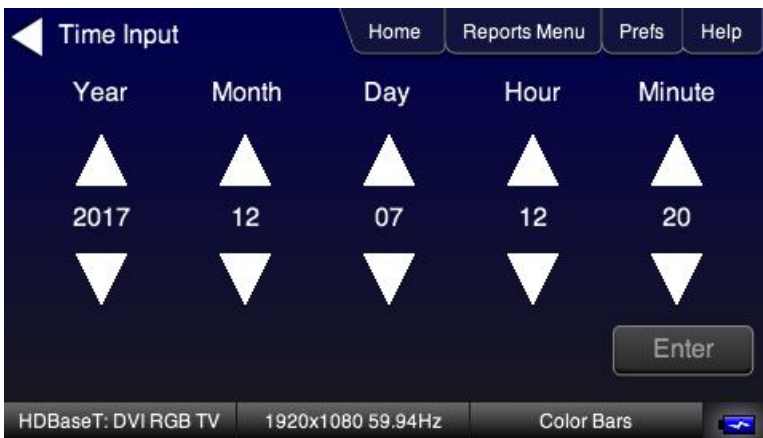 Time Input Home Reports Menu Prefs Help
Year Month Day Hour Minute
2017 12 07 12 20
Enter
HDBaseT: DVI RGB TV 1920x1080 59.94Hz Color Bars